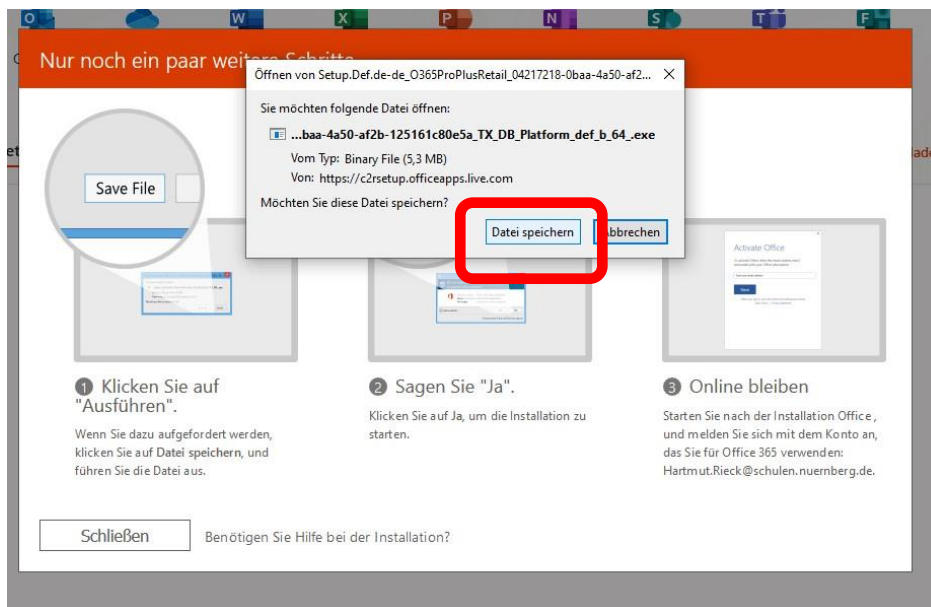 O
W
X
P
N
S
T
F
Nur noch ein paar weitere Schritte
Öffnen von Setup.Def.de-de_O365ProPlusRetail_04217218-0baa-4a50-af2...
Sie möchten folgende Datei öffnen:
...baa-4a50-af2b-125161c80e5a_TX_DB_Platform_def_b_64_.exe
Vom Typ: Binary File (5,3 MB)
Von: https://c2rsetup.officeapps.live.com
Möchten Sie diese Datei speichern?
Datei speichern
Abbrechen
Save File
Activate Office
1 Klicken Sie auf
"Ausführen".
Wenn Sie dazu aufgefordert werden,
klicken Sie auf Datei speichern, und
führen Sie die Datei aus.
2 Sagen Sie "Ja".
Klicken Sie auf Ja, um die Installation zu
starten.
3 Online bleiben
Starten Sie nach der Installation Office ,
und melden Sie sich mit dem Konto an,
das Sie für Office 365 verwenden:
Hartmut.Rieck@schulen.nuernberg.de.
Schließen
Benötigen Sie Hilfe bei der Installation?